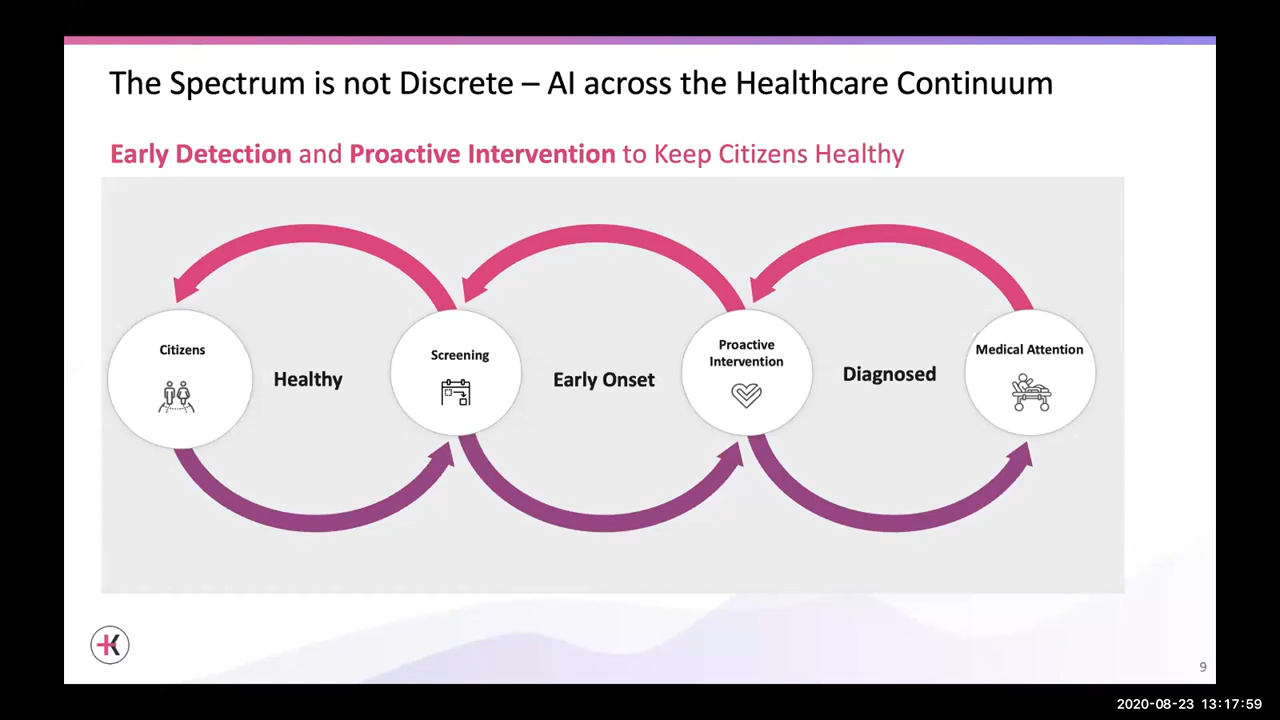 The Spectrum is not Discrete – AI across the Healthcare Continuum
Early Detection and Proactive Intervention to Keep Citizens Healthy
Citizens
Healthy
Screening
Early Onset
Proactive
Intervention
Diagnosed
Medical Attention
K
9
2020-08-23 13:17:59